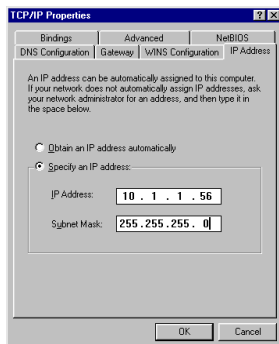 TCP/IP Properties
Bindings Advanced NetBIOS
DNS Configuration Gateway WINS Configuration IP Address
An IP address can be automatically assigned to this computer.
If your network does not automatically assign IP addresses, ask
your network administrator for an address, and then type it in
the space below.
Obtain an IP address automatically
Specify an IP address:
IP Address: 10 . 1 . 1 . 56
Subnet Mask: 255.255.255. 0
OK Cancel